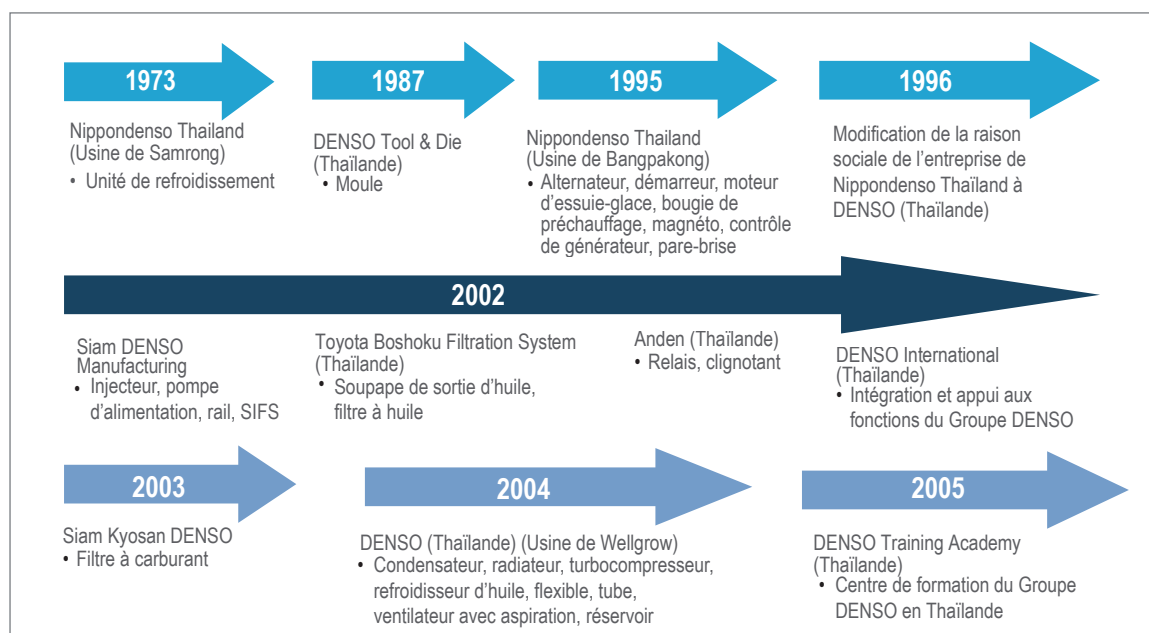 1973
Nippondenso Thailand
(Usine de Samrong)
• Unité de refroidissement
1987
DENSO Tool & Die
(Thaïlande)
• Moule
1995
Nippondenso Thailand
(Usine de Bangpakong)
• Alternateur, démarreur, moteur
d’essuie-glace, bougie de
préchauffage, magnéto, contrôle
de générateur, pare-brise
1996
Modification de la raison
sociale de l’entreprise de
Nippondenso Thaïland à
DENSO (Thaïlande)
2002
Siam DENSO
Manufacturing
• Injecteur, pompe
d’alimentation, rail, SIFS
Toyota Boshoku Filtration System
(Thaïlande)
• Soupape de sortie d’huile,
filtre à huile
Anden (Thaïlande)
• Relais, clignotant
DENSO International
(Thaïlande)
• Intégration et appui aux
fonctions du Groupe DENSO
2003
Siam Kyosan DENSO
• Filtre à carburant
2004
DENSO (Thaïlande) (Usine de Wellgrow)
• Condensateur, radiateur, turbocompresseur,
refroidisseur d’huile, flexible, tube,
ventilateur avec aspiration, réservoir
2005
DENSO Training Academy
(Thaïlande)
• Centre de formation du Groupe
DENSO en Thaïlande